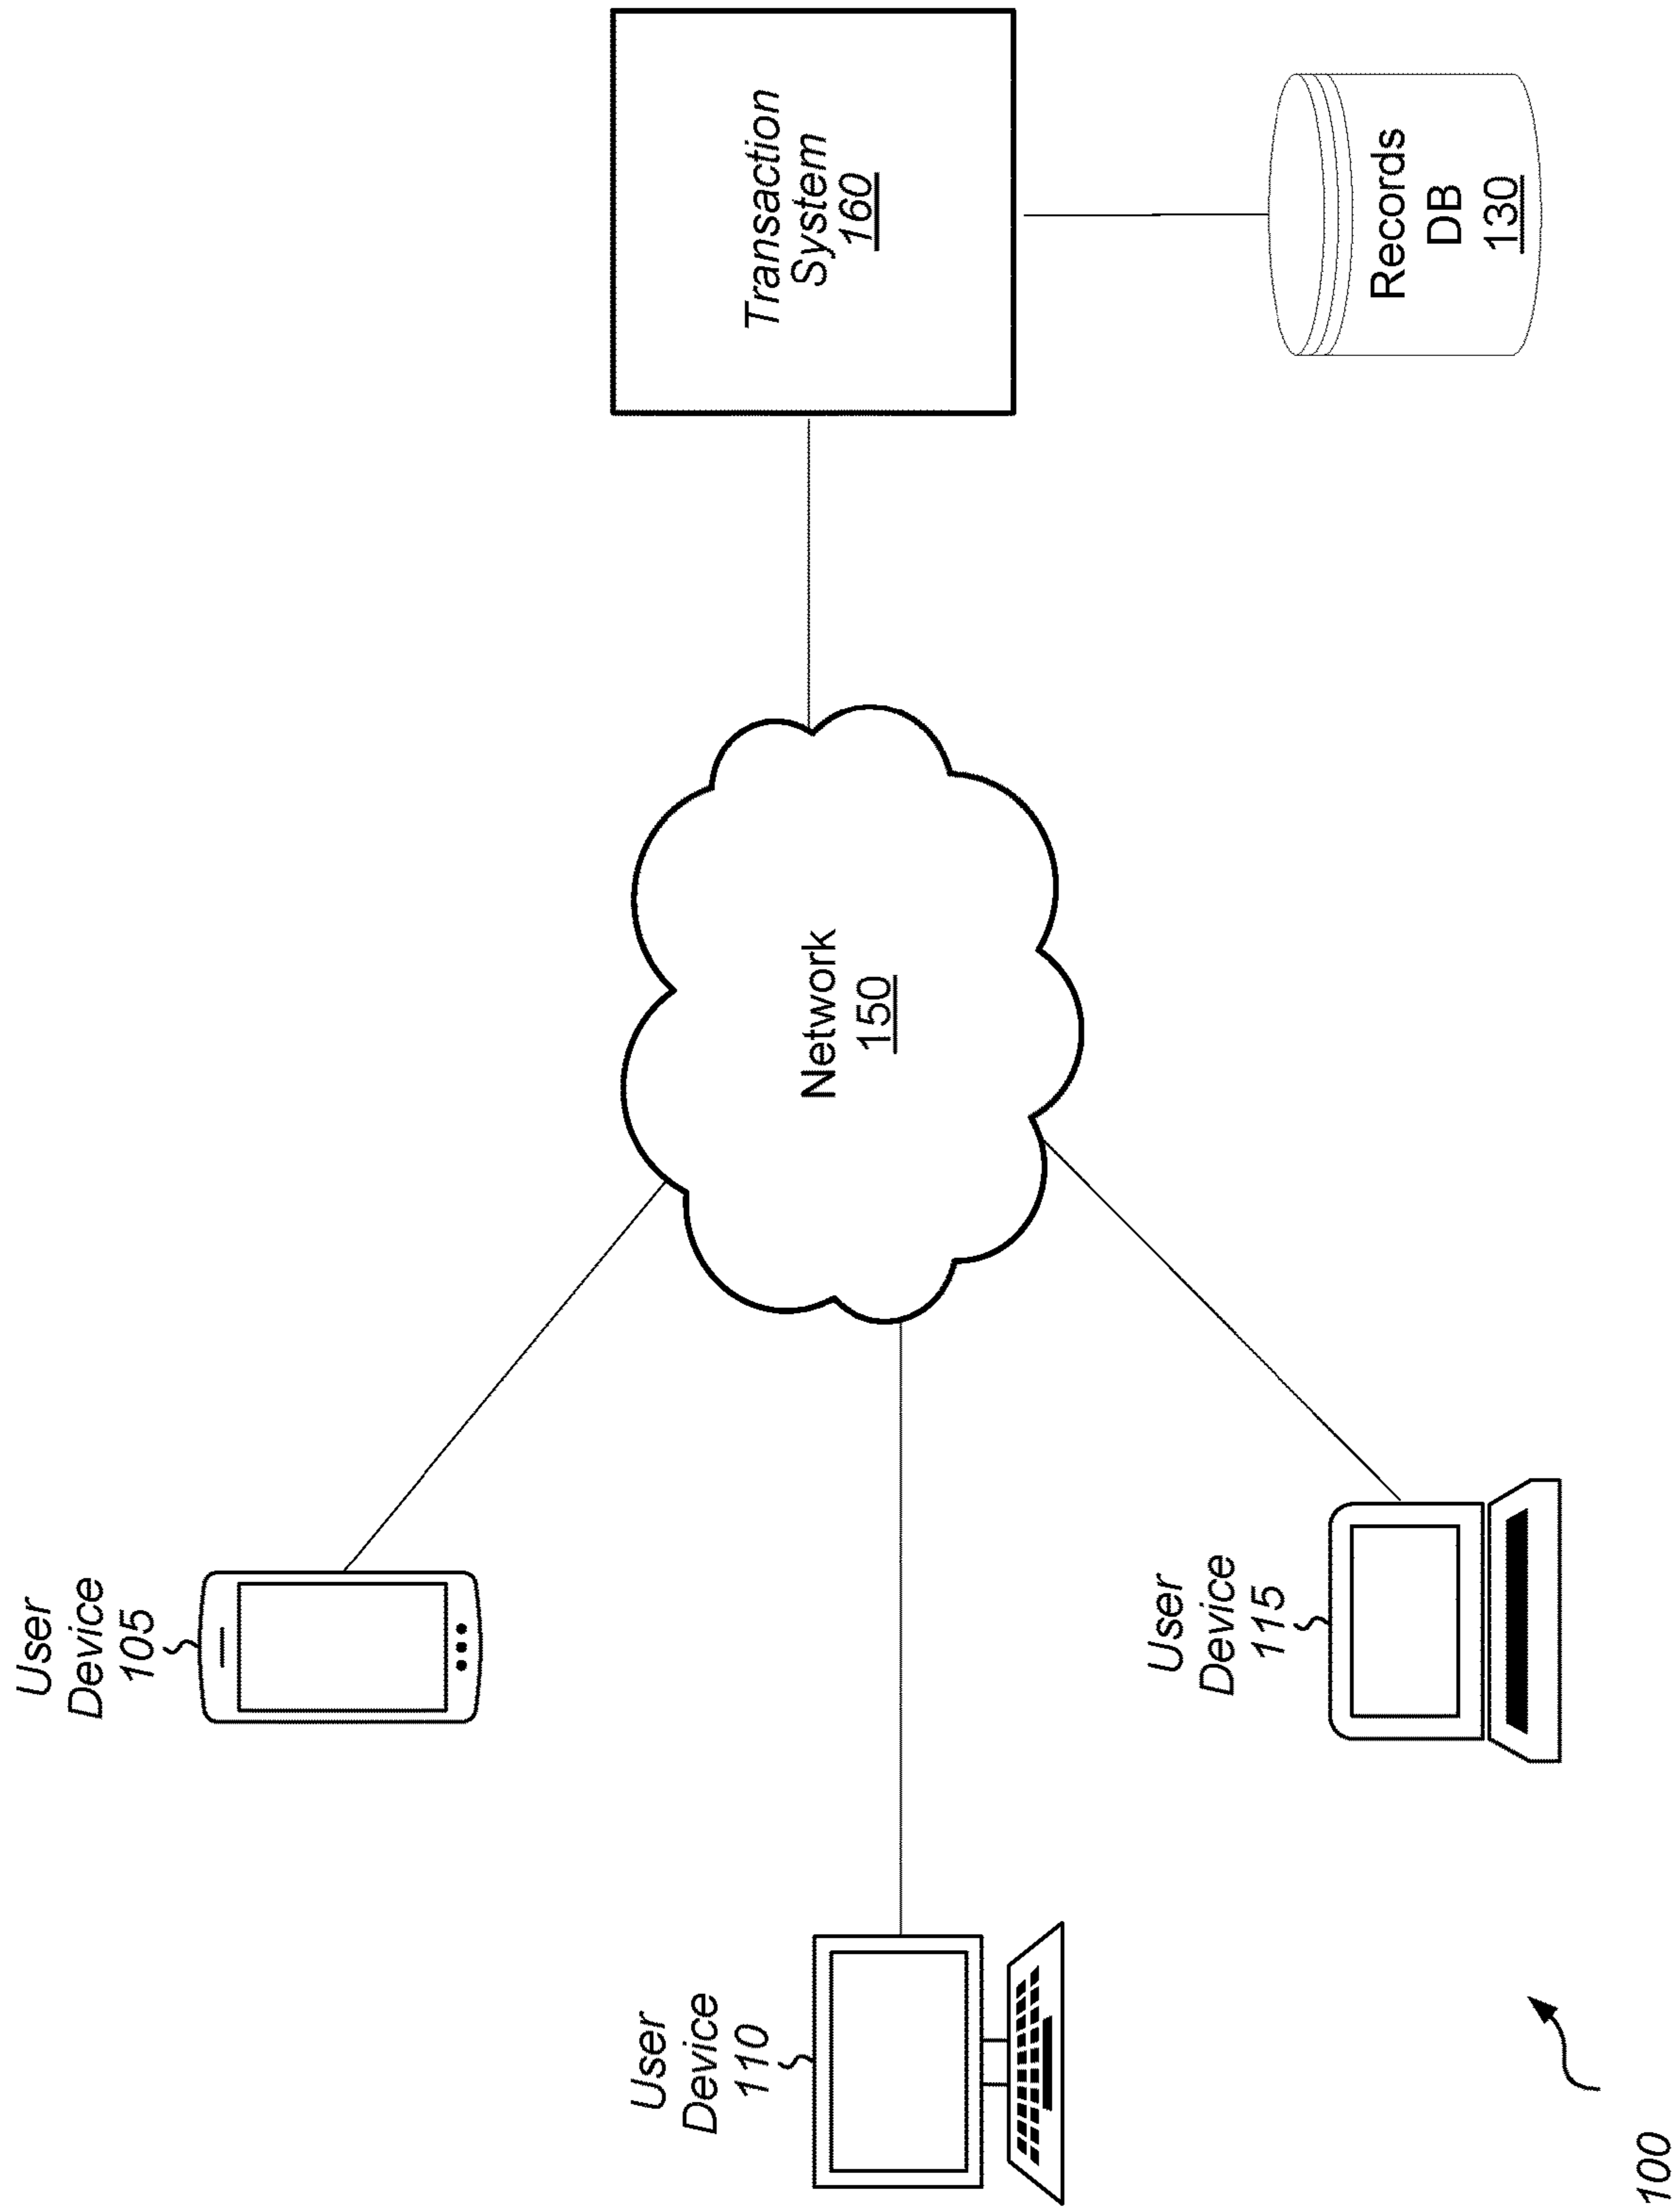 User
Device
105
User
Device
110
User
Device
115
Network
150
Transaction
System
160
Records
DB
130
100